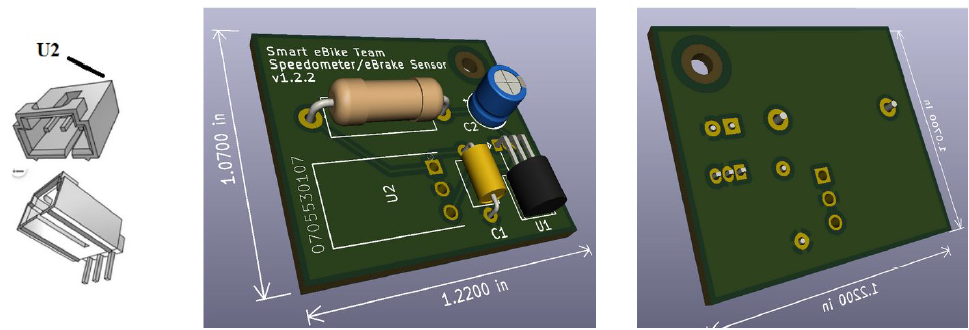 U2
Smart eBike Team
Speedometer/eBrake Sensor
v1.2.2
1.0700 in
C2
0705530107
U2
C1
U1
1.2200 in
1.0700 in
1.2200 in